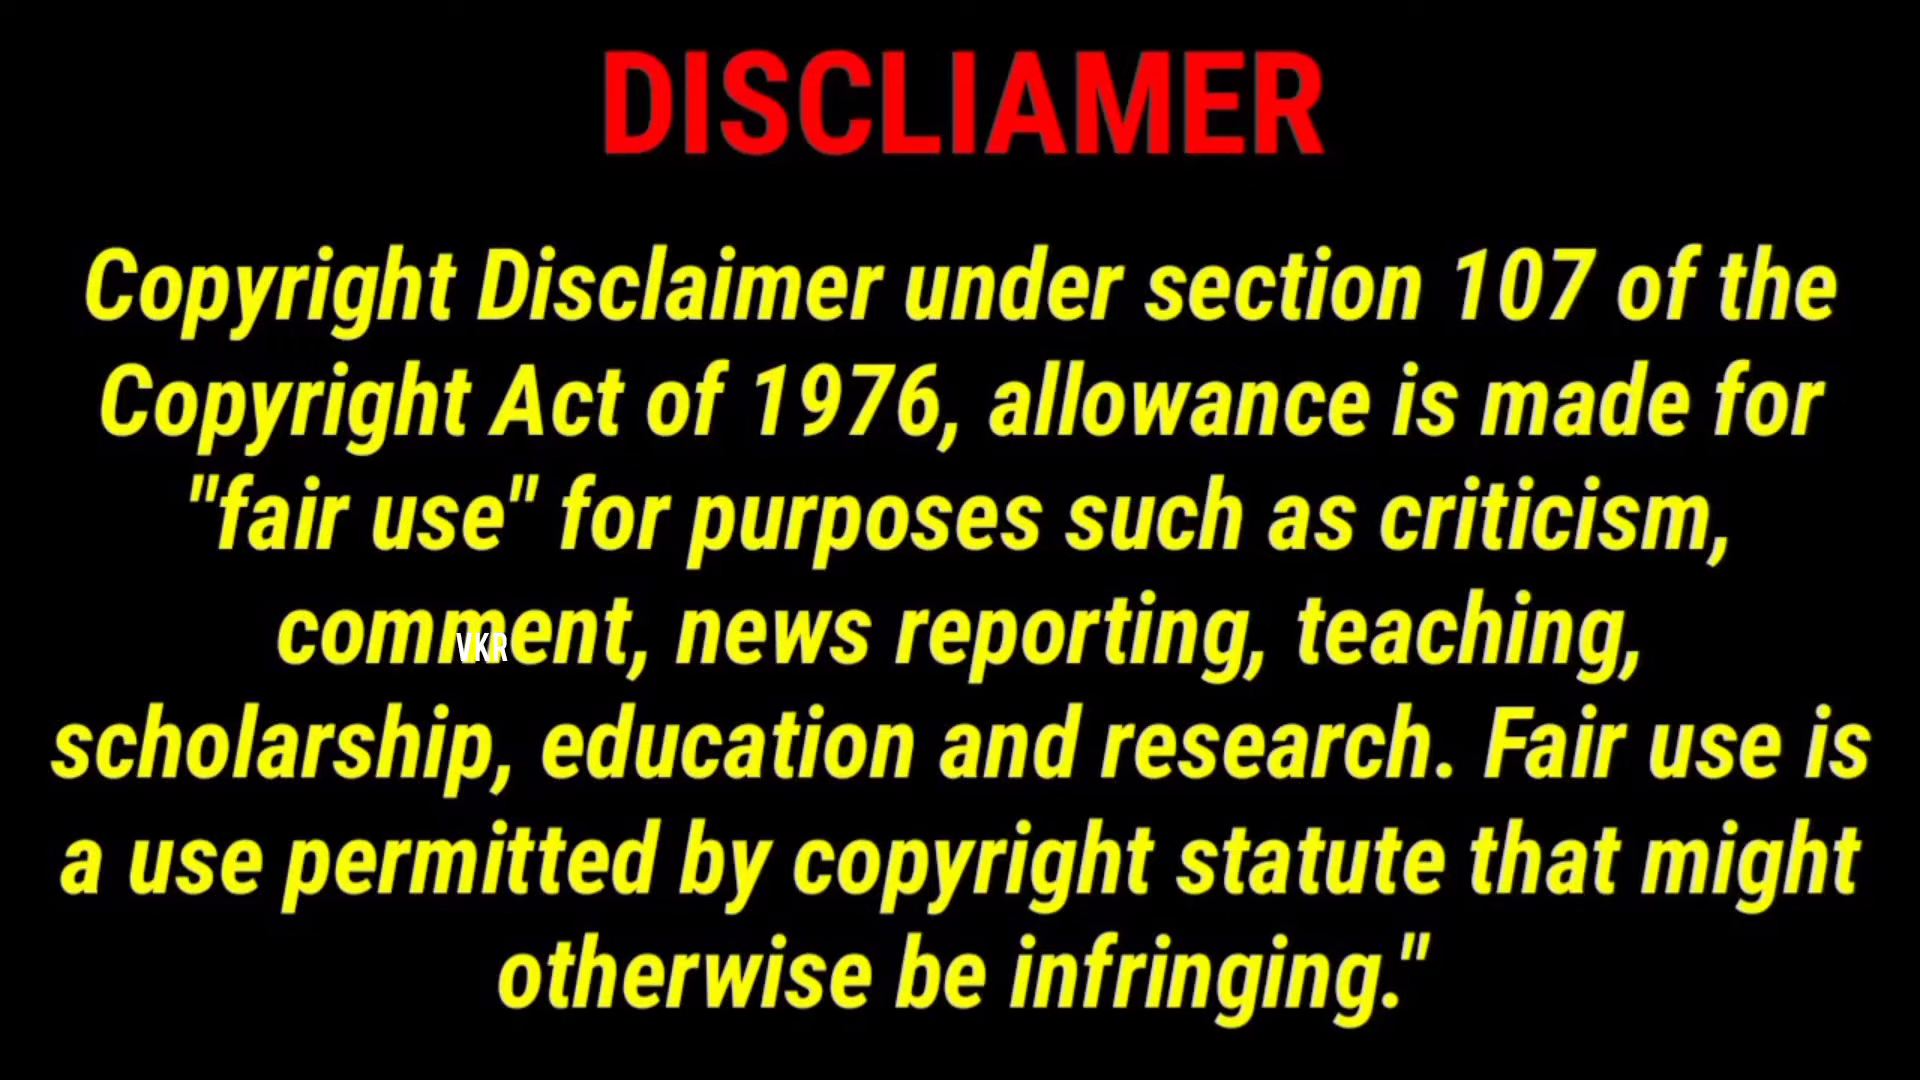 DISCLIAMER
Copyright Disclaimer under section 107 of the
Copyright Act of 1976, allowance is made for
"fair use" for purposes such as criticism,
comment, news reporting, teaching,
VKR
scholarship, education and research. Fair use is
a use permitted by copyright statute that might
otherwise be infringing."